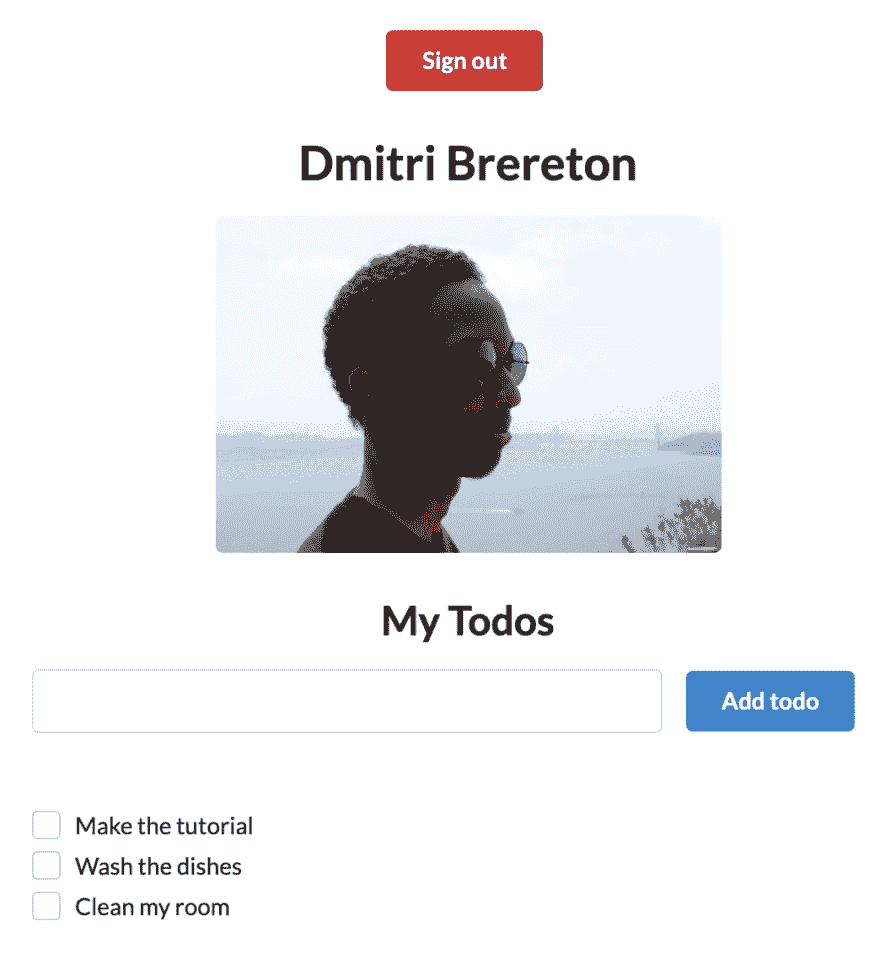 Sign out
Dmitri Brereton
My Todos
Add todo
Make the tutorial
Wash the dishes
Clean my room